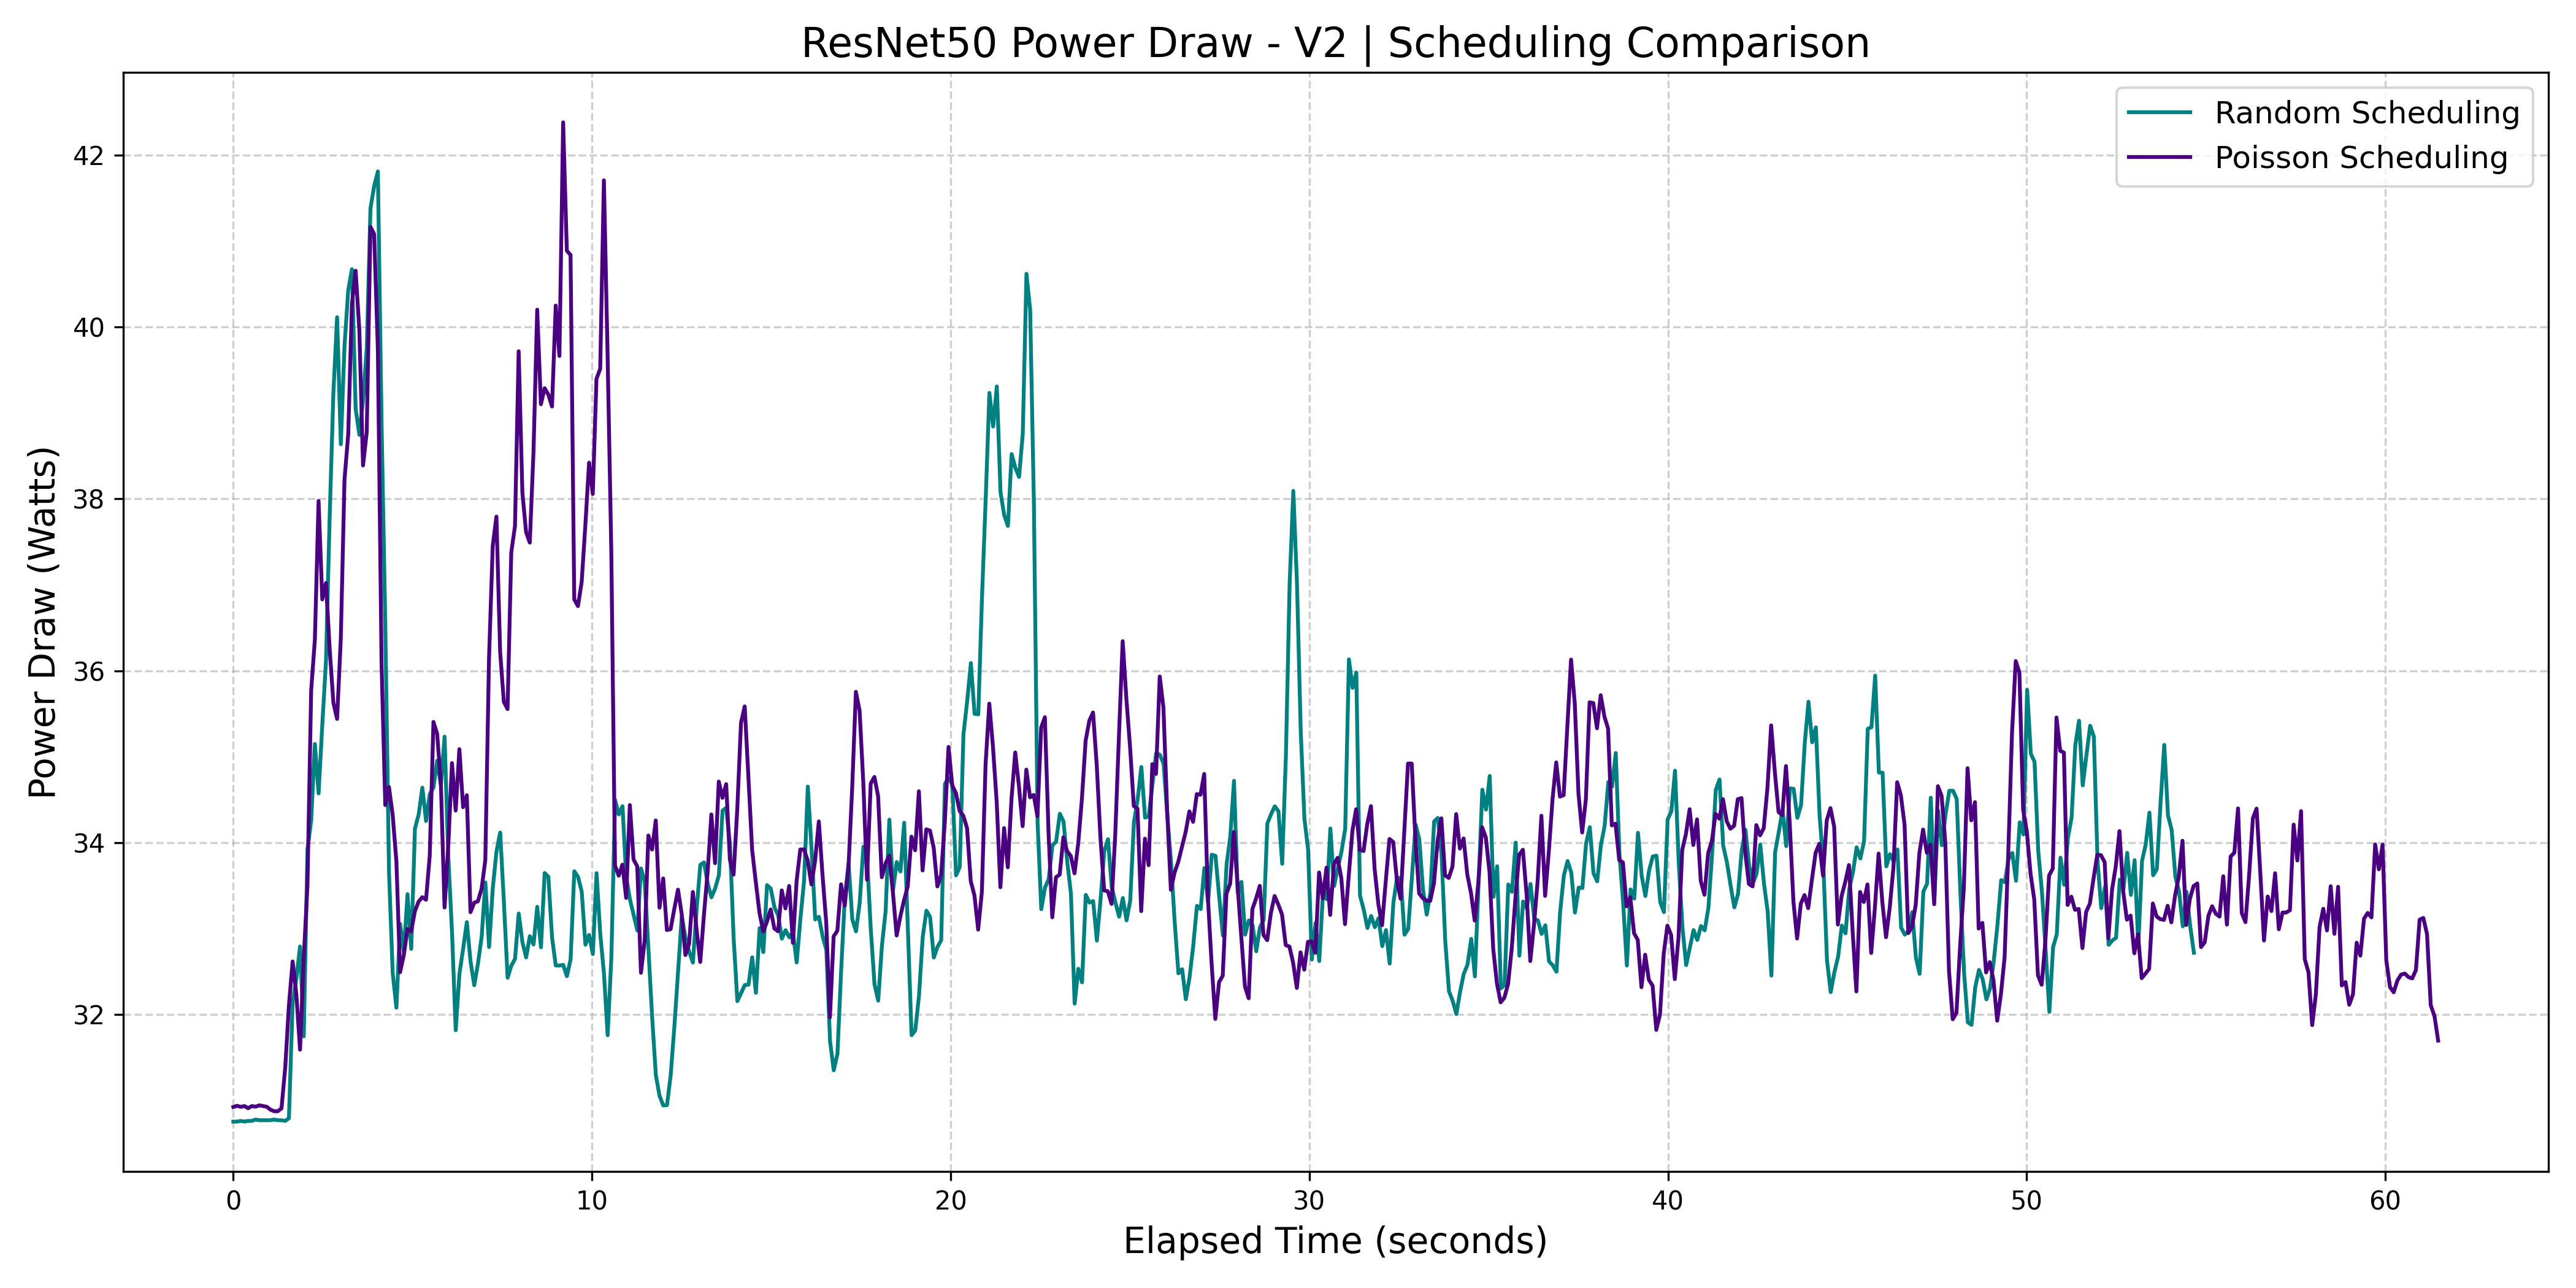 ResNet50 Power Draw - V2 | Scheduling Comparison
Random Scheduling
Poisson Scheduling
Power Draw (Watts)
42
40
38
36
34
32
0 10 20 30 40 50 60
Elapsed Time (seconds)